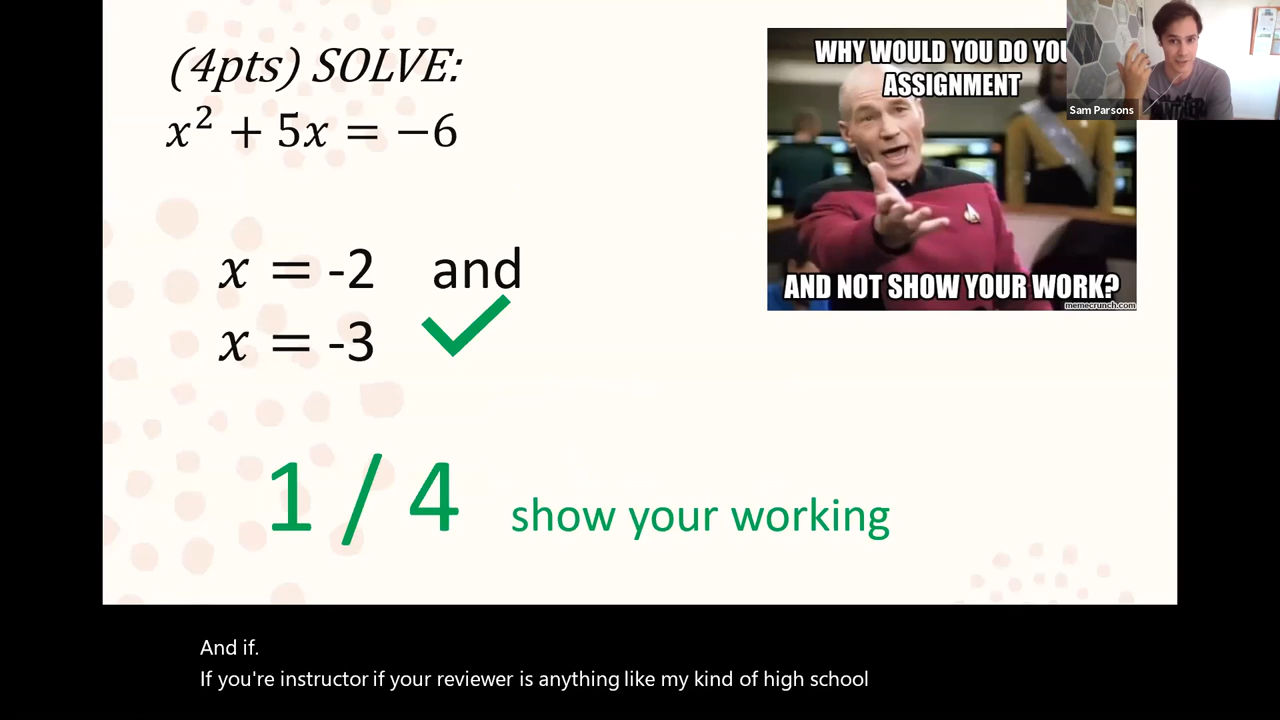 (4pts) SOLVE:
x² + 5x = −6
x = -2 and
x = -3
1 / 4 show your working
WHY WOULD YOU DO YOU
ASSIGNMENT
AND NOT SHOW YOUR WORK?
memecrunch.com
Sam Parsons
And if.
If you're instructor if your reviewer is anything like my kind of high school